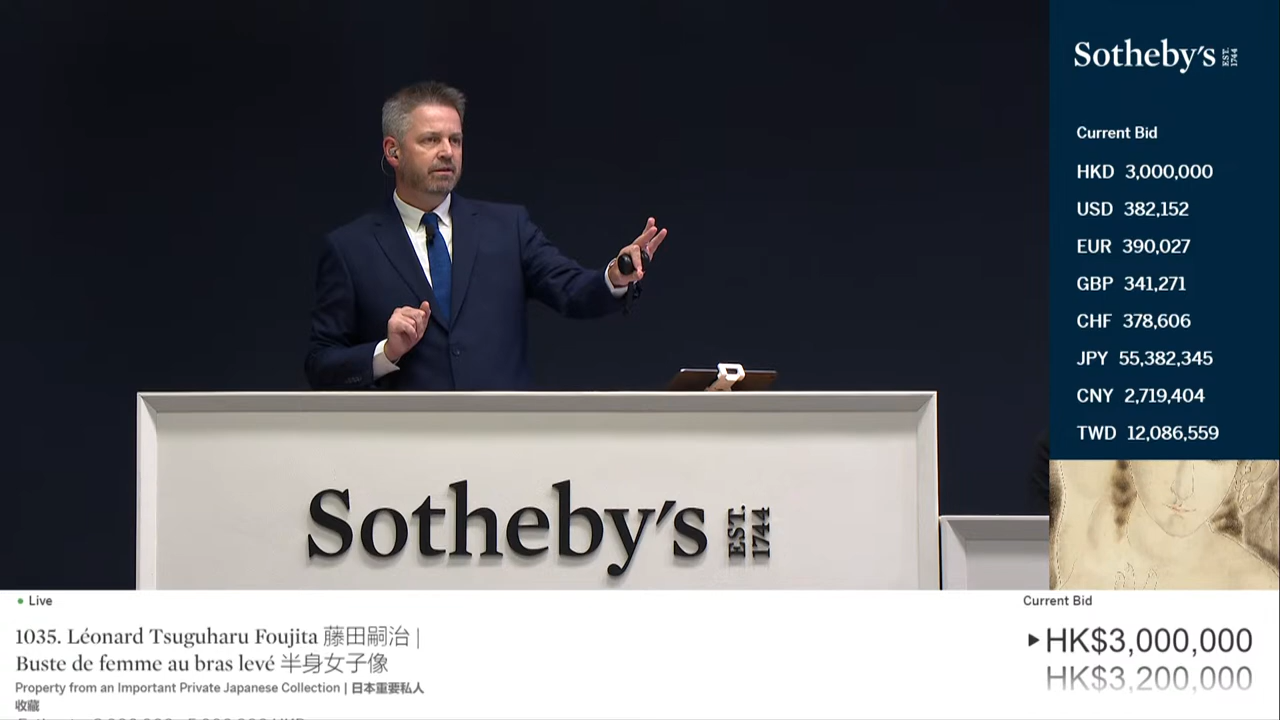 Sotheby's EST. 1744
Current Bid
HKD 3,000,000
USD 382,152
EUR 390,027
GBP 341,271
CHF 378,606
JPY 55,382,345
CNY 2,719,404
TWD 12,086,559
Sotheby's EST. 1744
Live
1035. Léonard Tsuguharu Foujita 藤田嗣治 |
Buste de femme au bras levé 半身女子像
Property from an Important Private Japanese Collection | 日本重要私人
收藏
Current Bid
HK$3,000,000
HK$3,200,000